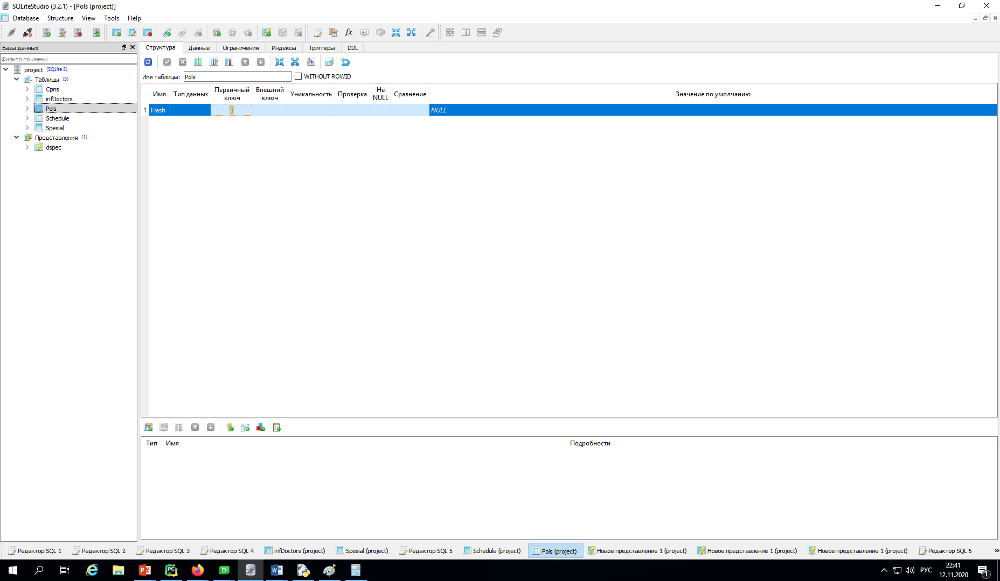 SQLiteStudio (3.2.1) - [Pols (project)]
Database Structure View Tools Help
Базы данных
Фильтр по имени
project (SQLite 3)
Таблицы (5)
Cpns
infDoctors
Pols
Schedule
Spesial
Представления (1)
dspec
Структура Данные Ограничения Индексы Триггеры DDL
Имя таблицы: Pols WITHOUT ROWID
Имя Тип данных Первичный ключ Внешний ключ Уникальность Проверка Не NULL Сравнение Значение по умолчанию
1 Hash NULL
Тип Имя Подробности
Редактор SQL 1 Редактор SQL 2 Редактор SQL 3 Редактор SQL 4 infDoctors (project) Spesial (project) Редактор SQL 5 Schedule (project) Pols (project) Новое представление 1 (project) Новое представление 1 (project) Новое представление 1 (project) Редактор SQL 6 »
РУС
22:41
12.11.2020
1